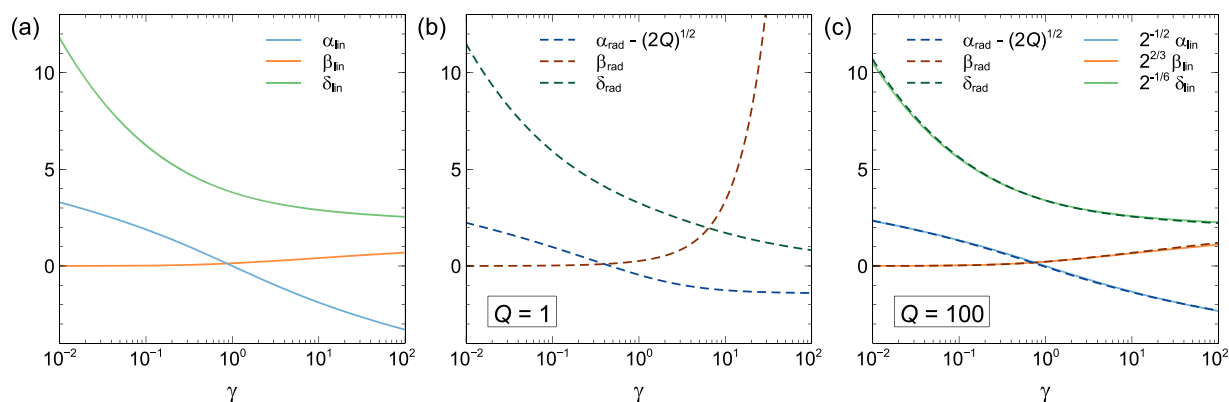 (a)
α_lin
β_lin
δ_lin
10
5
0
10^-2 10^-1 10^0 10^1 10^2
γ
(b)
α_rad - (2Q)^1/2
β_rad
δ_rad
Q = 1
10^-2 10^-1 10^0 10^1 10^2
γ
(c)
α_rad - (2Q)^1/2 2^-1/2 α_lin
β_rad 2^2/3 β_lin
δ_rad 2^-1/6 δ_lin
10
5
0
Q = 100
10^-2 10^-1 10^0 10^1 10^2
γ